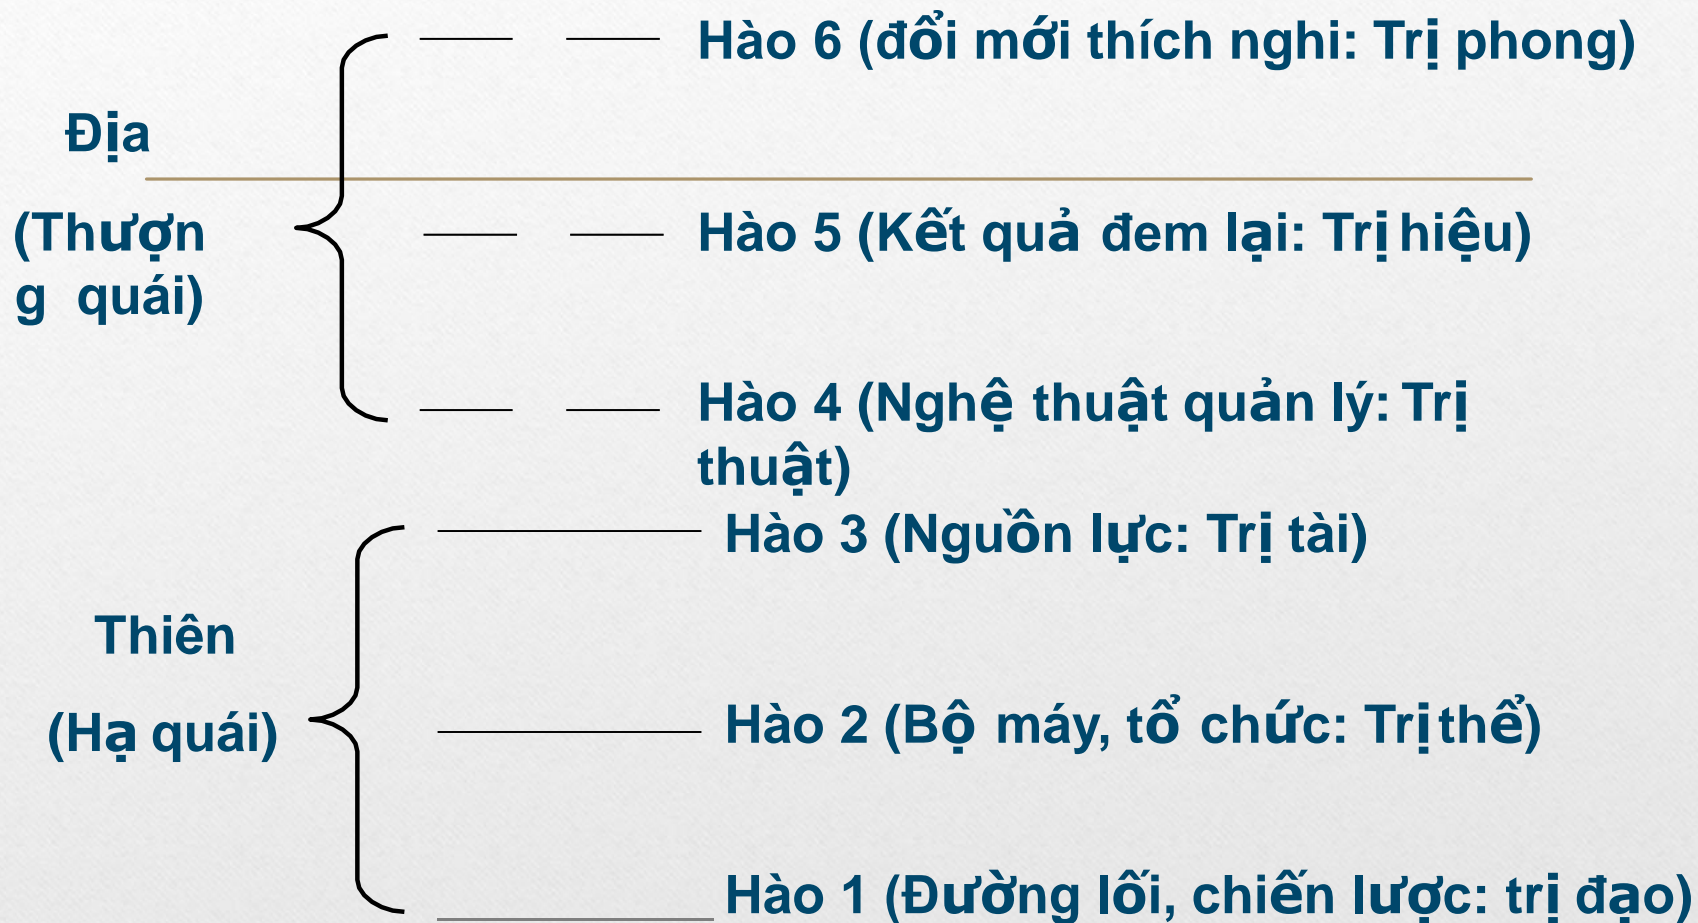 Hào 6 (đổi mới thích nghi: Trị phong)
Địa
(Thượn
g quái)
Hào 5 (Kết quả đem lại: Trị hiệu)
Hào 4 (Nghệ thuật quản lý: Trị
thuật)
Hào 3 (Nguồn lực: Trị tài)
Thiên
(Hạ quái)
Hào 2 (Bộ máy, tổ chức: Trị thể)
Hào 1 (Đường lối, chiến lược: trị đạo)